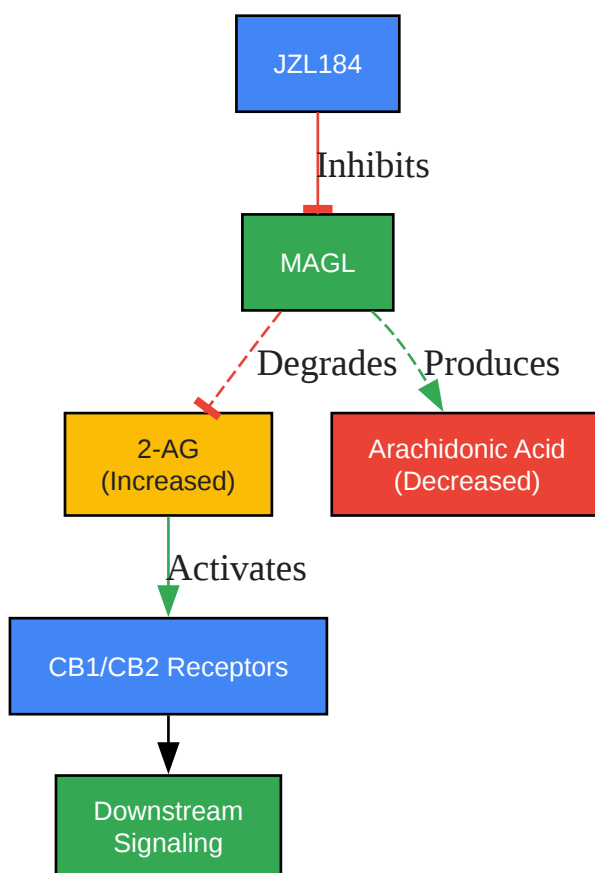 JZL184
Inhibits
MAGL
Degrades
Produces
2-AG
(Increased)
Arachidonic Acid
(Decreased)
Activates
CB1/CB2 Receptors
Downstream
Signaling